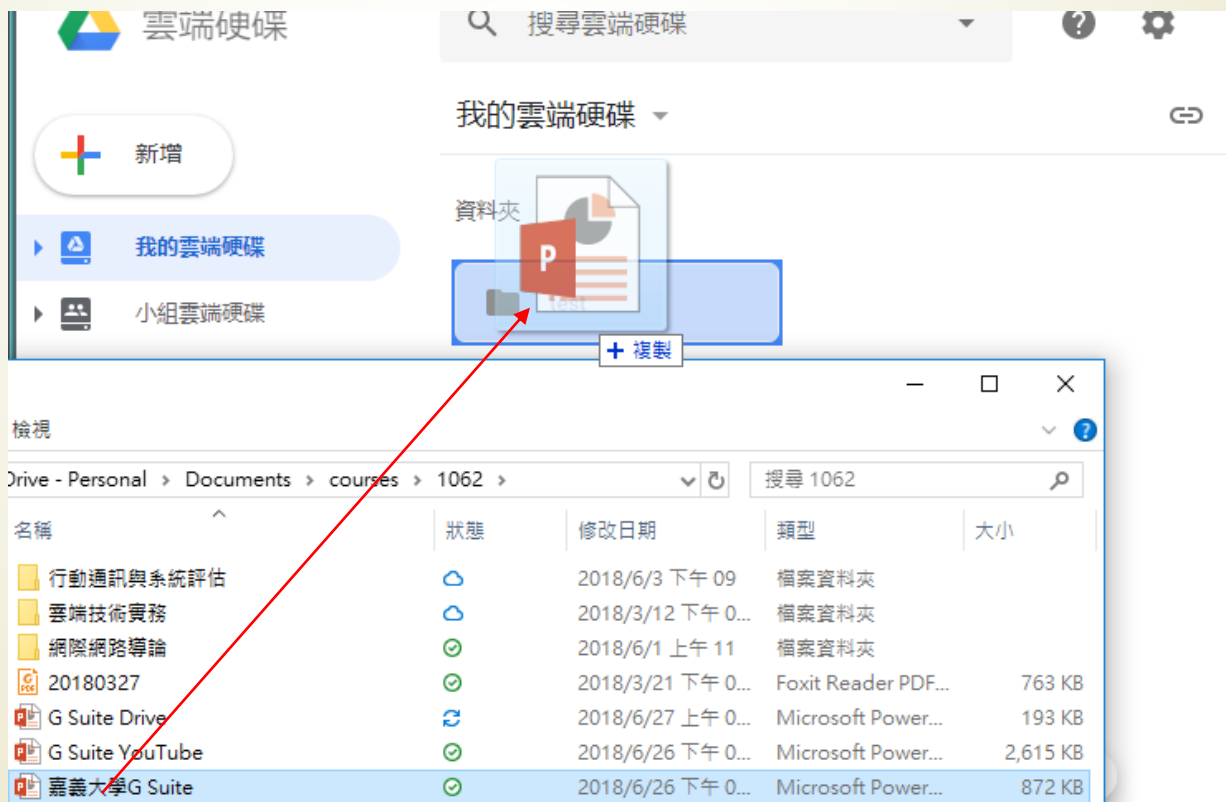 雲端硬碟
搜尋雲端硬碟
我的雲端硬碟
新增
資料夾
我的雲端硬碟
P
test
小組雲端硬碟
複製
檢視
Drive - Personal > Documents > courses > 1062 >
搜尋 1062
名稱 狀態 修改日期 類型 大小
行動通訊與系統評估 2018/6/3 下午 09 檔案資料夾
雲端技術實務 2018/3/12 下午 0... 檔案資料夾
網際網路導論 2018/6/1 上午 11 檔案資料夾
20180327 2018/3/21 下午 0... Foxit Reader PDF... 763 KB
G Suite Drive 2018/6/27 上午 0... Microsoft Power... 193 KB
G Suite YouTube 2018/6/26 下午 0... Microsoft Power... 2,615 KB
嘉義大學G Suite 2018/6/26 下午 0... Microsoft Power... 872 KB